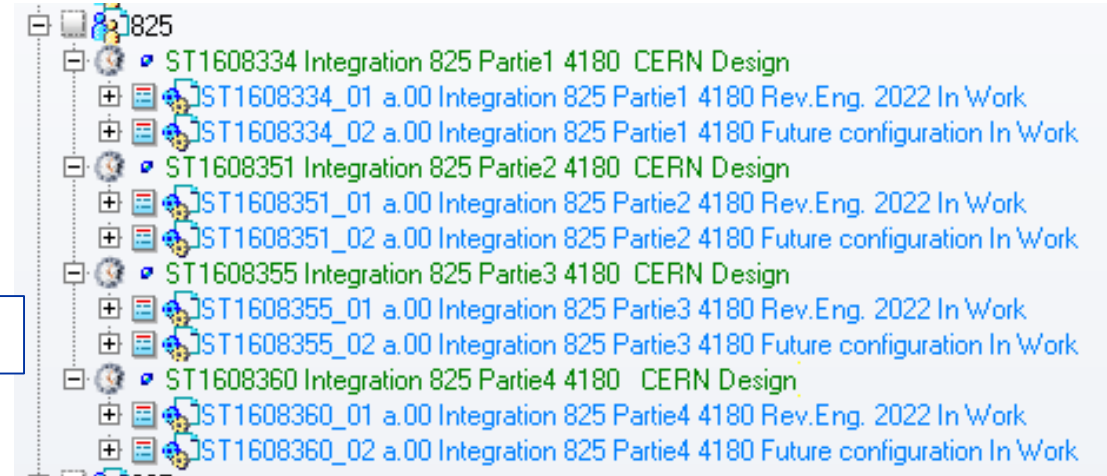 825
ST1608334 Integration 825 Partie1 4180 CERN Design
ST1608334_01 a.00 Integration 825 Partie1 4180 Rev.Eng. 2022 In Work
ST1608334_02 a.00 Integration 825 Partie1 4180 Future configuration In Work
ST1608351 Integration 825 Partie2 4180 CERN Design
ST1608351_01 a.00 Integration 825 Partie2 4180 Rev.Eng. 2022 In Work
ST1608351_02 a.00 Integration 825 Partie2 4180 Future configuration In Work
ST1608355 Integration 825 Partie3 4180 CERN Design
ST1608355_01 a.00 Integration 825 Partie3 4180 Rev.Eng. 2022 In Work
ST1608355_02 a.00 Integration 825 Partie3 4180 Future configuration In Work
ST1608360 Integration 825 Partie4 4180 CERN Design
ST1608360_01 a.00 Integration 825 Partie4 4180 Rev.Eng. 2022 In Work
ST1608360_02 a.00 Integration 825 Partie4 4180 Future configuration In Work